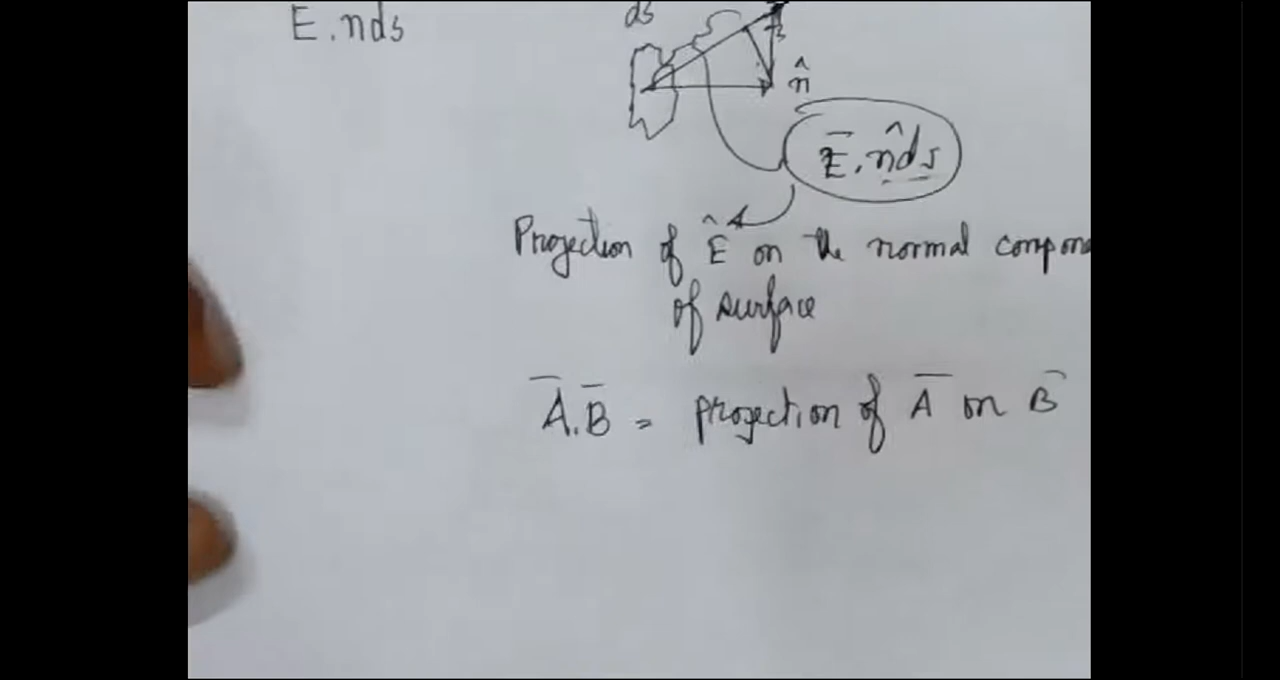 E.nds
ds
n̂
E̅.n̂ds
Projection of Ê on the normal compon
of surface
A̅.B̅ = projection of A̅ on B̅